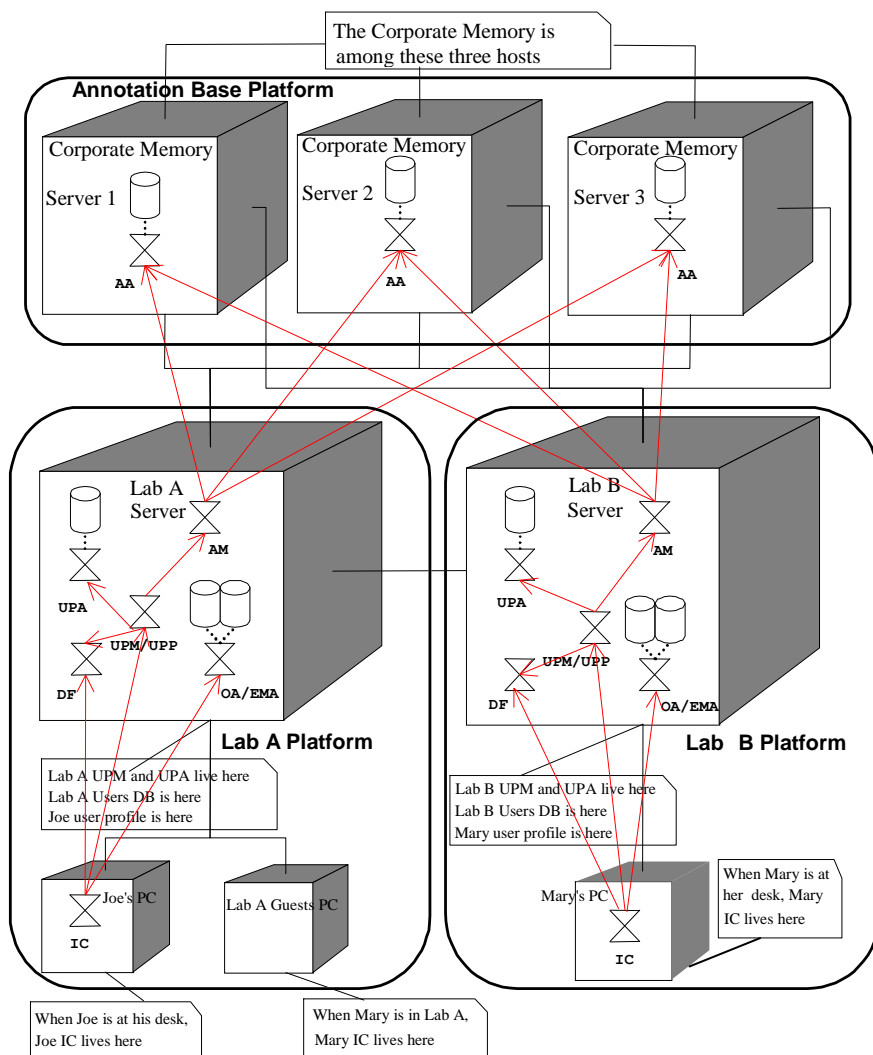 The Corporate Memory is
among these three hosts
Annotation Base Platform
Corporate Memory
Server 1
AA
Corporate Memory
Server 2
AA
Corporate Memory
Server 3
AA
Lab A
Server
AM
UPA
UPM/UPP
DF
OA/EMA
Lab A Platform
Lab A UPM and UPA live here
Lab A Users DB is here
Joe user profile is here
Joe's PC
IC
Lab A Guests PC
When Joe is at his desk,
Joe IC lives here
When Mary is in Lab A,
Mary IC lives here
Lab B
Server
AM
UPA
UPM/UPP
DF
OA/EMA
Lab B Platform
Lab B UPM and UPA live here
Lab B Users DB is here
Mary user profile is here
Mary's PC
IC
When Mary is at
her desk, Mary
IC lives here